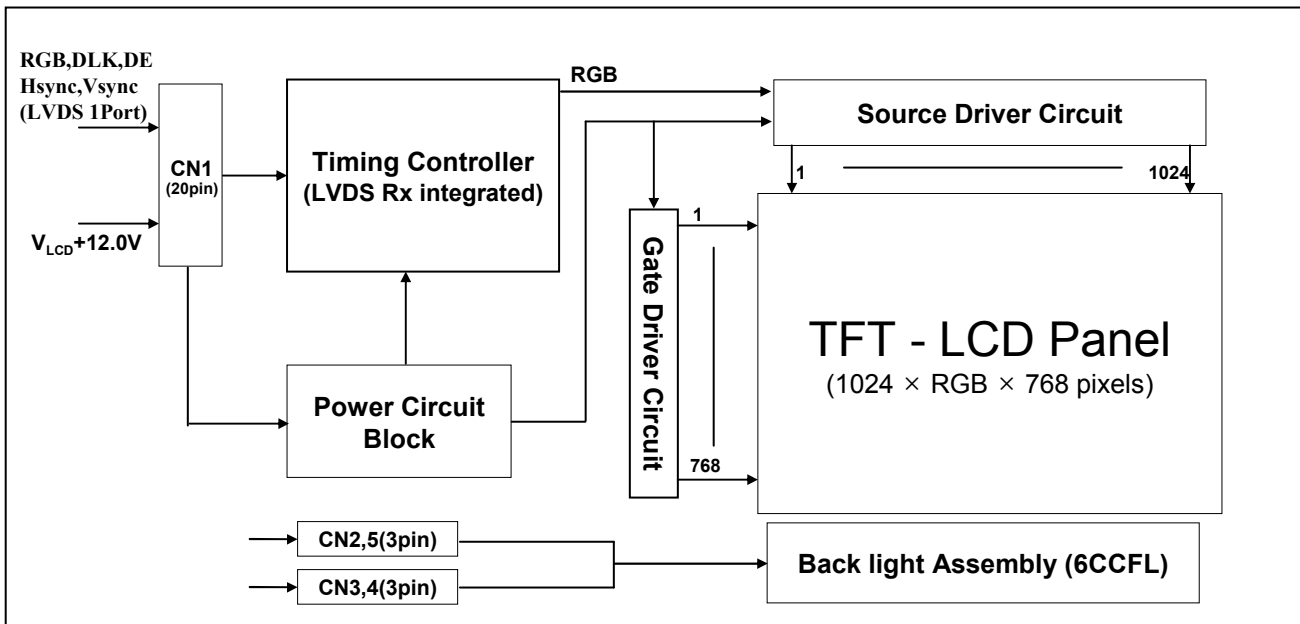 RGB,DLK,DE
Hsync,Vsync
(LVDS 1Port)
CN1
(20pin)
VLCD+12.0V
Timing Controller
(LVDS Rx integrated)
Power Circuit
Block
RGB
Source Driver Circuit
1
1024
Gate Driver Circuit
1
768
TFT - LCD Panel
(1024 × RGB × 768 pixels)
CN2,5(3pin)
CN3,4(3pin)
Back light Assembly (6CCFL)